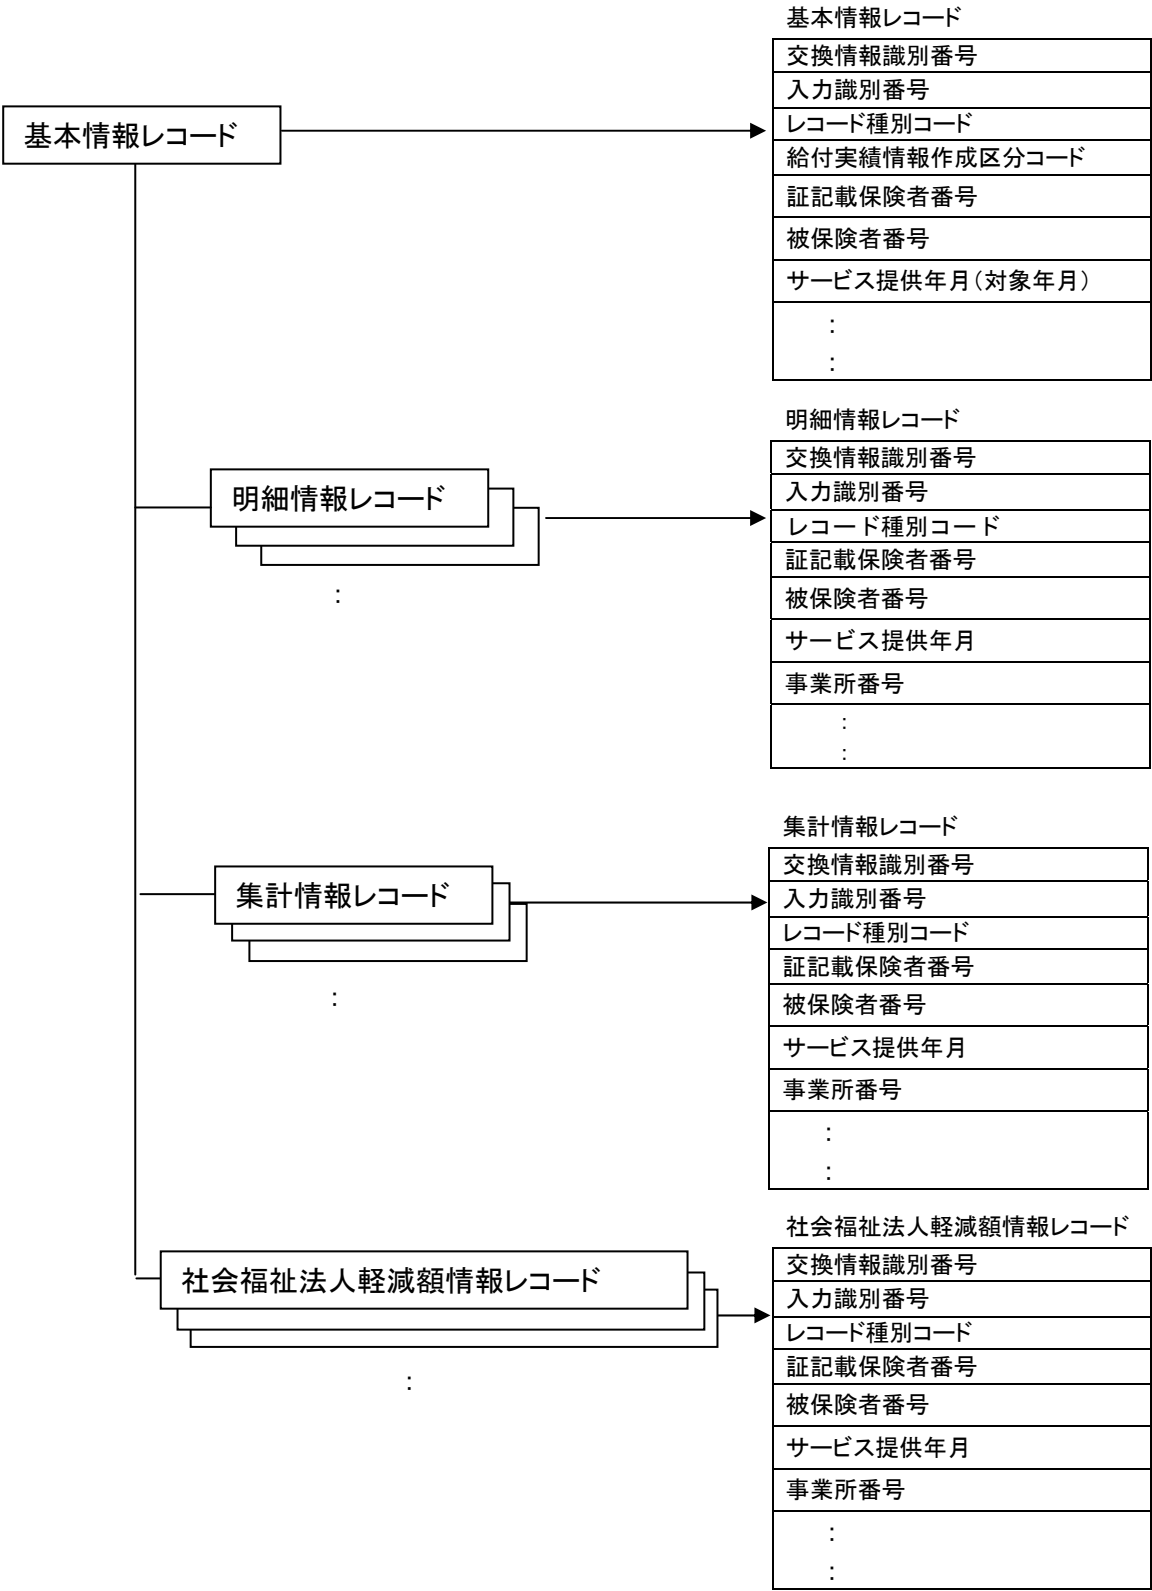 基本情報レコード
交換情報識別番号
入力識別番号
レコード種別コード
給付実績情報作成区分コード
証記載保険者番号
被保険者番号
サービス提供年月(対象年月)
:
:
基本情報レコード
明細情報レコード
:
明細情報レコード
交換情報識別番号
入力識別番号
レコード種別コード
証記載保険者番号
被保険者番号
サービス提供年月
事業所番号
:
:
集計情報レコード
:
集計情報レコード
交換情報識別番号
入力識別番号
レコード種別コード
証記載保険者番号
被保険者番号
サービス提供年月
事業所番号
:
:
社会福祉法人軽減額情報レコード
:
社会福祉法人軽減額情報レコード
交換情報識別番号
入力識別番号
レコード種別コード
証記載保険者番号
被保険者番号
サービス提供年月
事業所番号
:
: